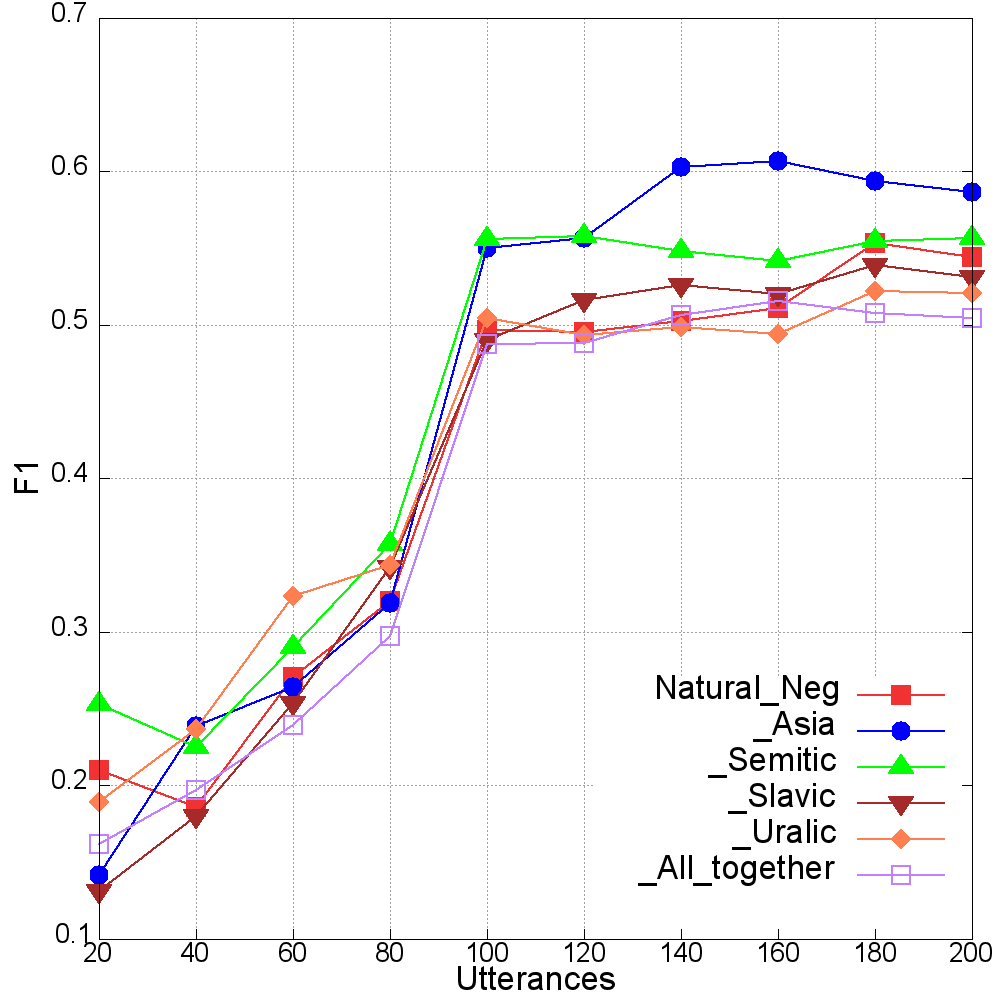 0.7
0.6
0.5
0.4
0.3
0.2
0.1
F1
Natural_Neg
_Asia
_Semitic
_Slavic
_Uralic
_All_together
20 40 60 80 100 120 140 160 180 200
Utterances